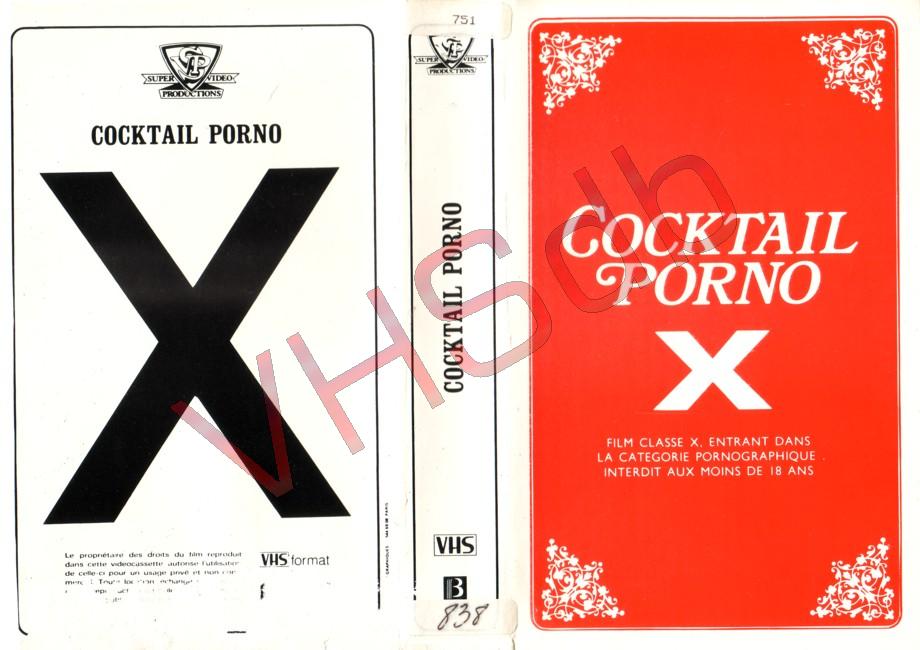 SUPER VIDEO
PRODUCTIONS
COCKTAIL PORNO
X
Le propriétaire des droits du film reproduit
dans cette vidéocassette autorise l'utilisation
de celle-ci pour un usage privé et non com-
VHS format
751
SUPER VIDEO
PRODUCTIONS
COCKTAIL PORNO
VHS
B
838
COCKTAIL
PORNO
X
FILM CLASSE X, ENTRANT DANS
LA CATEGORIE PORNOGRAPHIQUE.
INTERDIT AUX MOINS DE 18 ANS
VHSdb